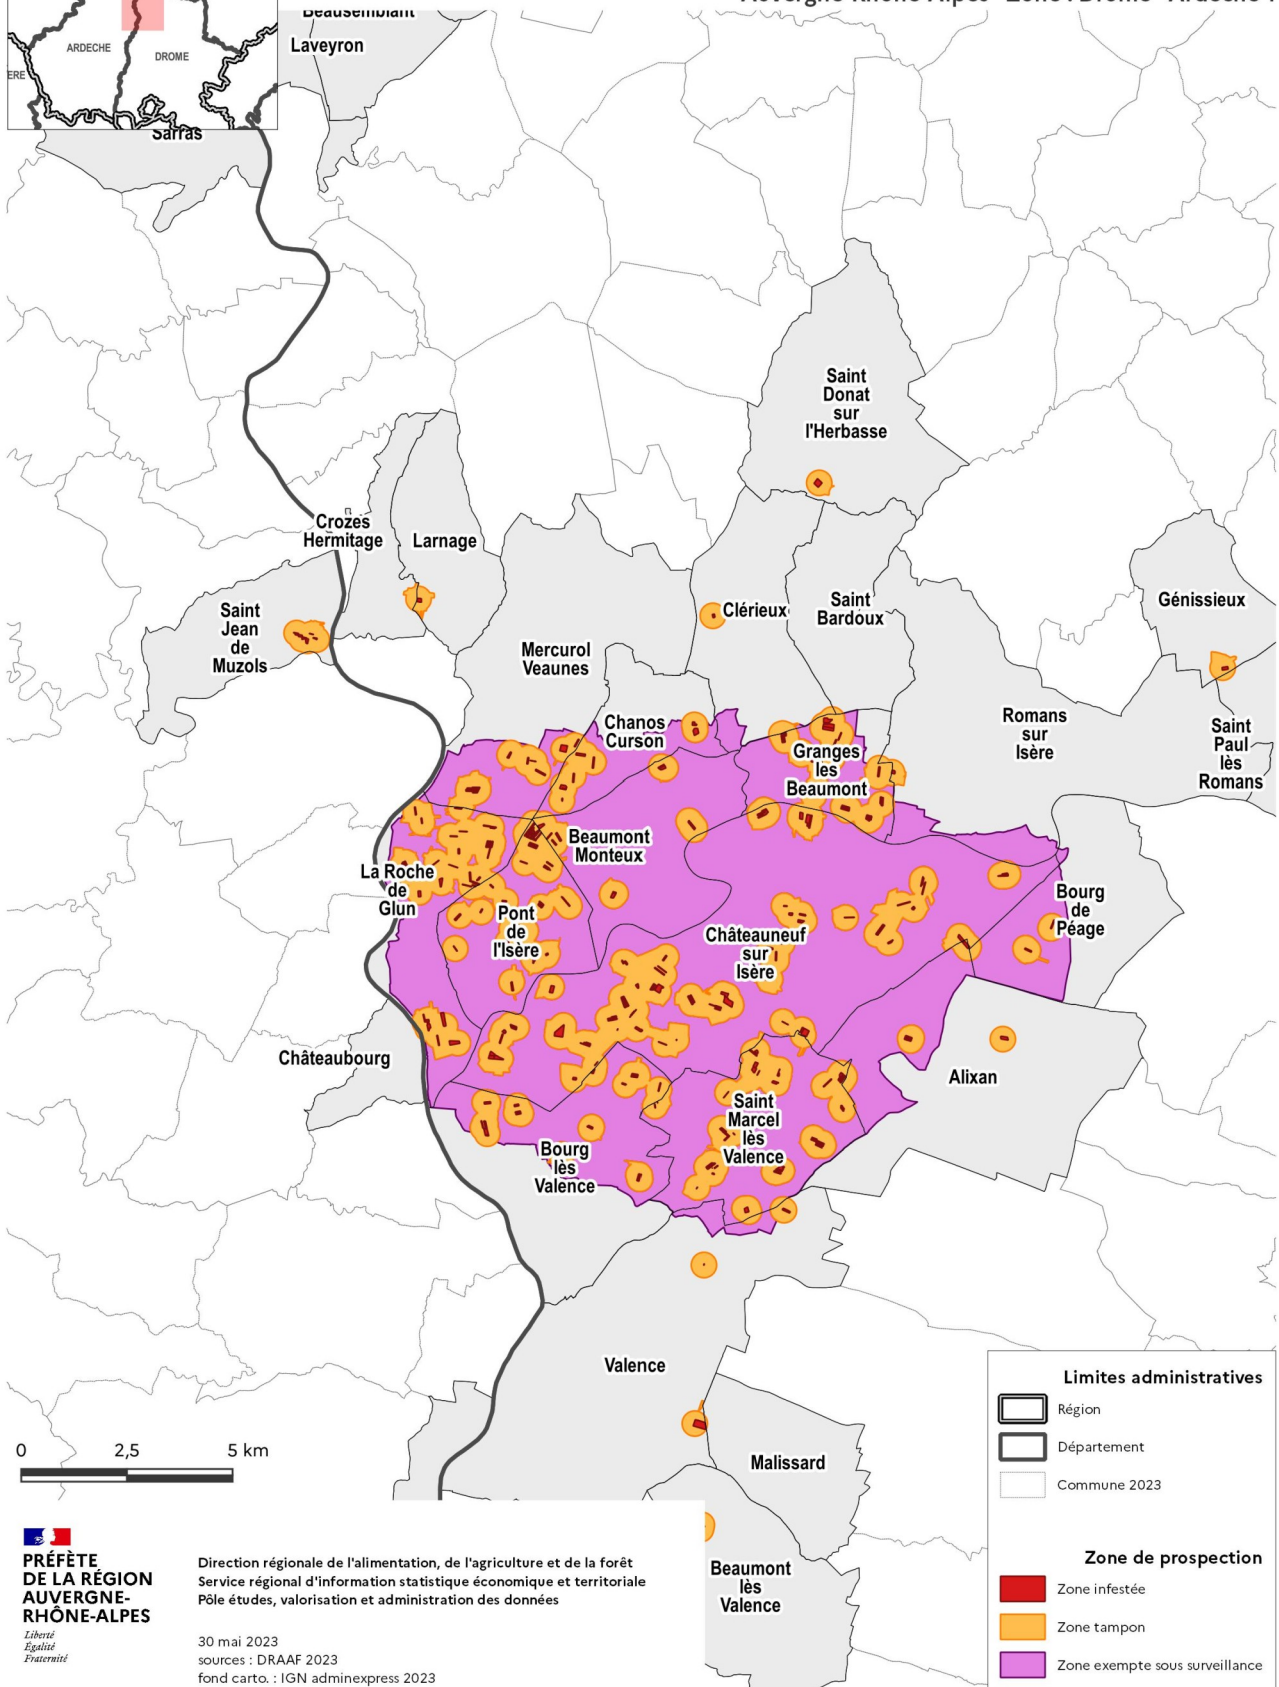 ARDECHE
DROME
ERE
Laveyron
Sarras
Saint
Donat
sur
l'Herbasse
Crozes
Hermitage
Larnage
Saint
Jean
de
Muzols
Mercurol
Veaunes
Clérieux
Saint
Bardoux
Génissieux
Chanos
Curson
Romans
sur
Isère
Saint
Paul
lès
Romans
Granges
les
Beaumont
Beaumont
Monteux
La Roche
de
Glun
Pont
de
l'Isère
Châteauneuf
sur
Isère
Bourg
de
Péage
Châteaubourg
Alixan
Saint
Marcel
lès
Valence
Bourg
lès
Valence
Valence
Malissard
Beaumont
lès
Valence
0 2,5 5 km
Limites administratives
Région
Département
Commune 2023
Zone de prospection
Zone infestée
Zone tampon
Zone exempte sous surveillance
PRÉFÈTE
DE LA RÉGION
AUVERGNE-
RHÔNE-ALPES
Liberté
Égalité
Fraternité
Direction régionale de l'alimentation, de l'agriculture et de la forêt
Service régional d'information statistique économique et territoriale
Pôle études, valorisation et administration des données
30 mai 2023
sources : DRAAF 2023
fond carto. : IGN adminexpress 2023